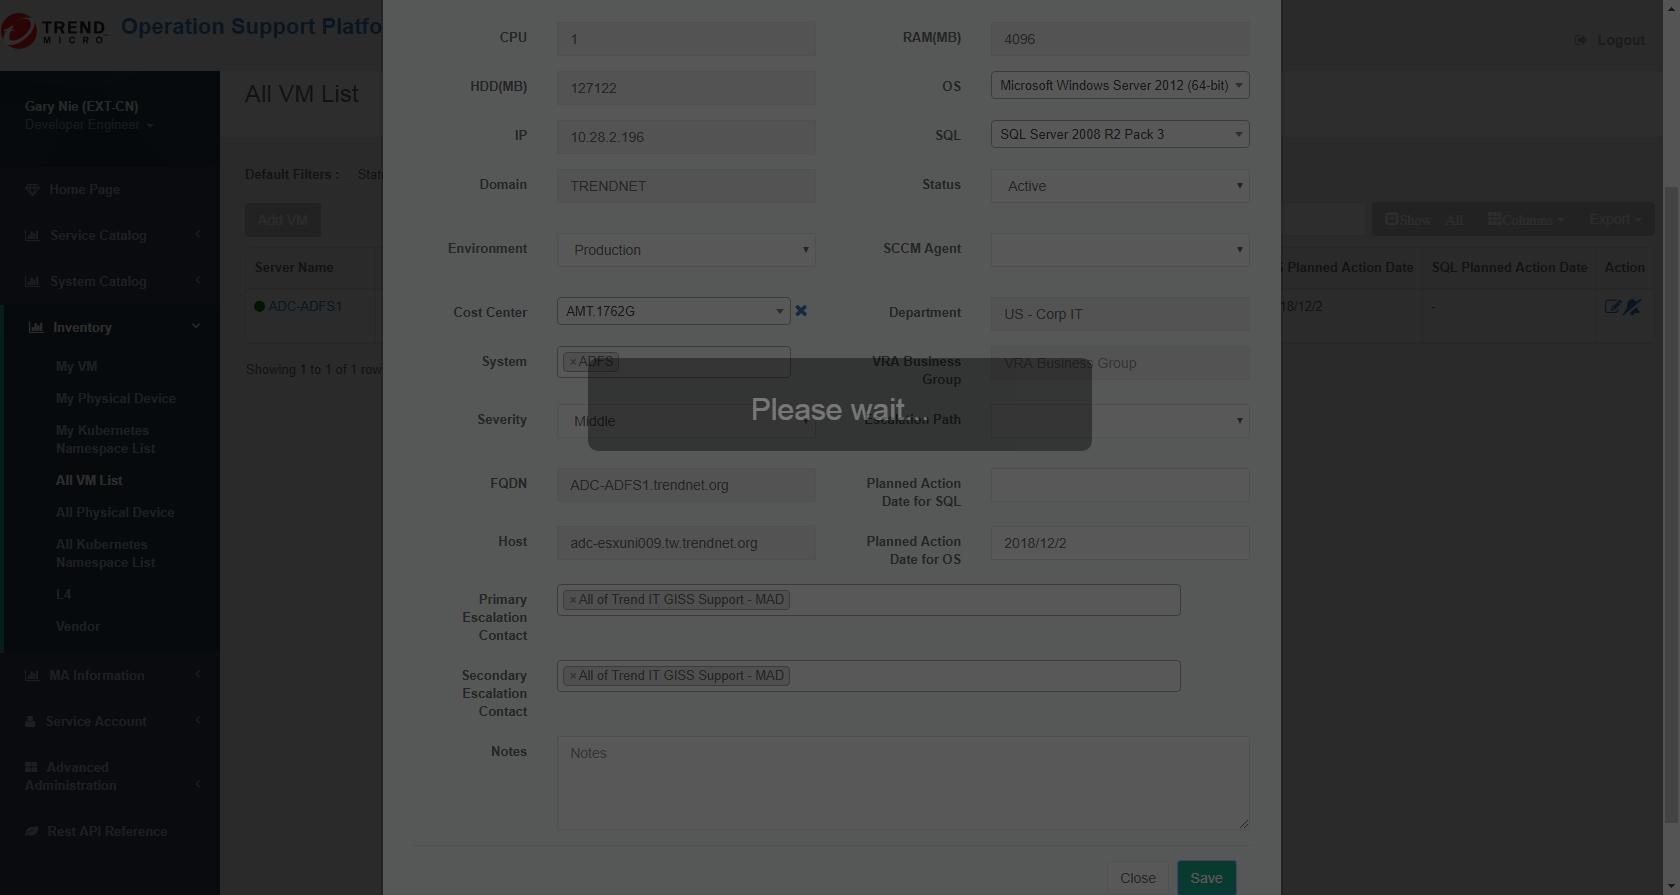 TREND
MICRO
Operation Support Platfo
Logout
Gary Nie (EXT-CN)
Developer Engineer
Home Page
Service Catalog
System Catalog
Inventory
My VM
My Physical Device
My Kubernetes
Namespace List
All VM List
All Physical Device
All Kubernetes
Namespace List
L4
Vendor
MA Information
Service Account
Advanced
Administration
Rest API Reference
All VM List
Default Filters : Stat
Add VM
Show All Columns Export
Server Name
Planned Action Date SQL Planned Action Date Action
ADC-ADFS1
18/12/2 -
Showing 1 to 1 of 1 row
CPU 1 RAM(MB) 4096
HDD(MB) 127122 OS Microsoft Windows Server 2012 (64-bit)
IP 10.28.2.196 SQL SQL Server 2008 R2 Pack 3
Domain TRENDNET Status Active
Environment Production SCCM Agent
Cost Center AMT.1762G Department US - Corp IT
System ×ADFS VRA Business
Group VRA Business Group
Please wait...
Severity Middle Escalation Path
FQDN ADC-ADFS1.trendnet.org Planned Action
Date for SQL
Host adc-esxuni009.tw.trendnet.org Planned Action
Date for OS 2018/12/2
Primary
Escalation
Contact
×All of Trend IT GISS Support - MAD
Secondary
Escalation
Contact
×All of Trend IT GISS Support - MAD
Notes Notes
Close Save